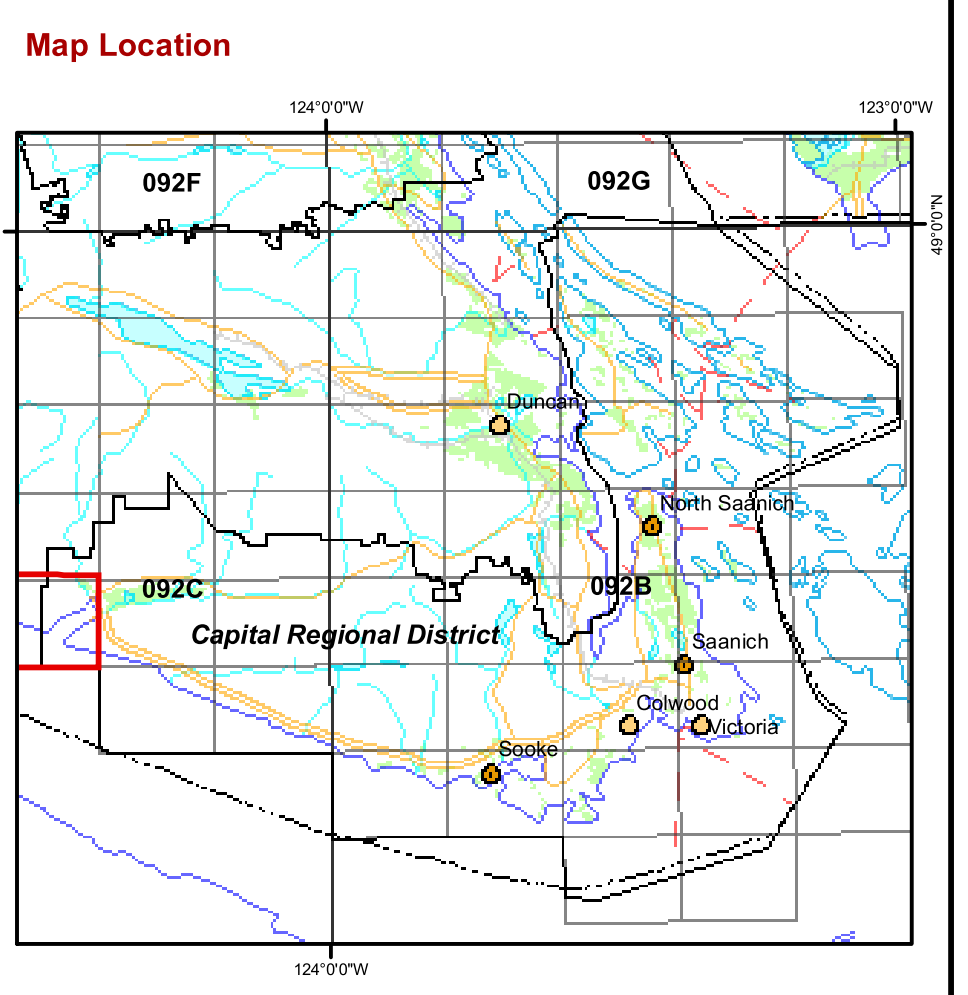 Map Location
124°0'0"W
123°0'0"W
092F
092G
49°0'0"N
Duncan
North Saanich
092C
092B
Capital Regional District
Saanich
Colwood
Victoria
Sooke
124°0'0"W